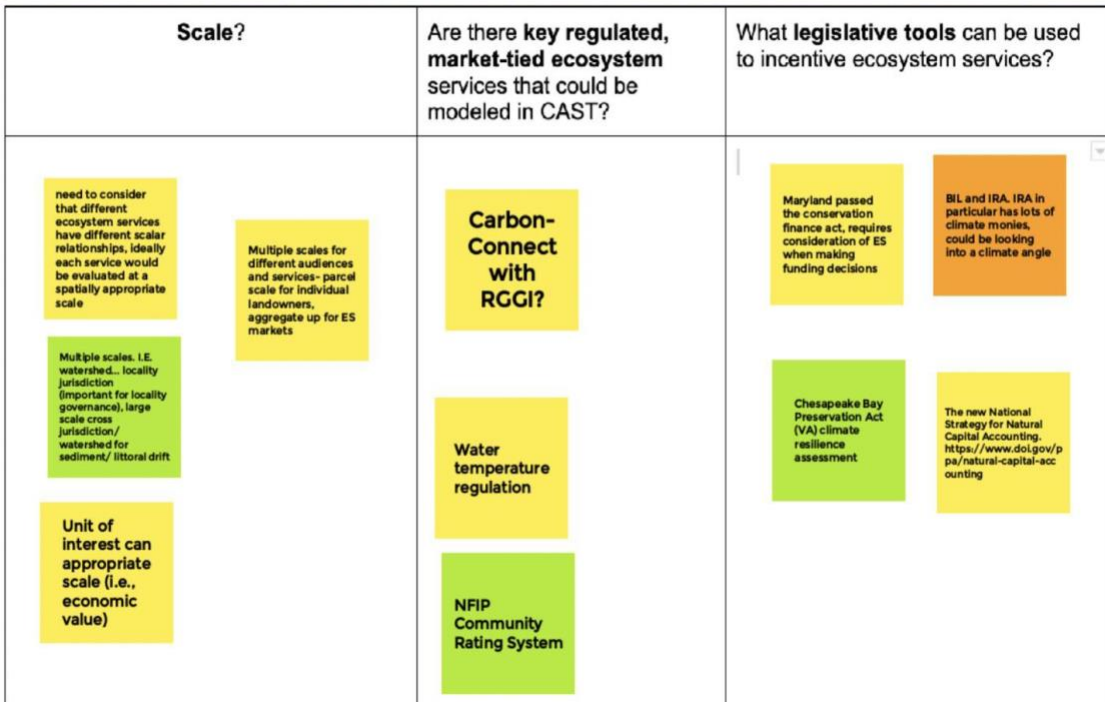 Scale?
need to consider
that different
ecosystem services
have different scalar
relationships, ideally
each service would
be evaluated at a
spatially appropriate
scale
Multiple scales for
different audiences
and services- parcel
scale for individual
landowners,
aggregate up for ES
markets
Multiple scales. I.E.
watershed... locality
jurisdiction
(important for locality
governance), large
scale cross
jurisdiction/
watershed for
sediment/ littoral drift
Unit of
interest can
appropriate
scale (i.e.,
economic
value)
Are there key regulated,
market-tied ecosystem
services that could be
modeled in CAST?
Carbon-
Connect
with
RGGI?
Water
temperature
regulation
NFIP
Community
Rating System
What legislative tools can be used
to incentive ecosystem services?
Maryland passed
the conservation
finance act, requires
consideration of ES
when making
funding decisions
BIL and IRA. IRA in
particular has lots of
climate monies,
could be looking
into a climate angle
Chesapeake Bay
Preservation Act
(VA) climate
resilience
assessment
The new National
Strategy for Natural
Capital Accounting.
https://www.doi.gov/p
pa/natural-capital-acc
ounting